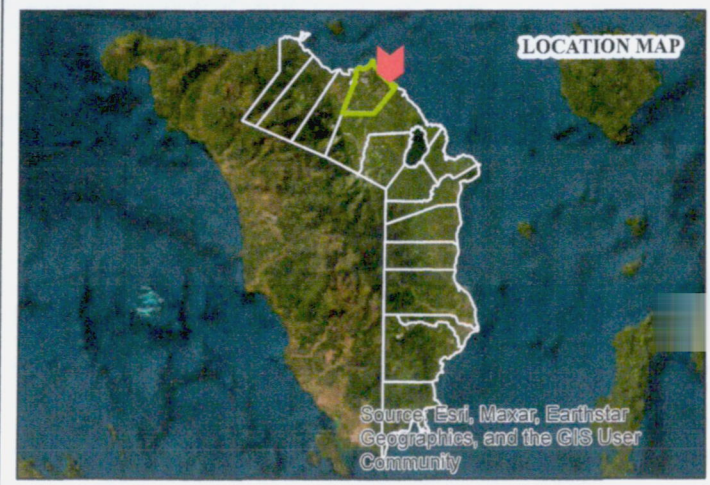 LOCATION MAP
Source: Esri, Maxar, Earthstar
Geographics, and the GIS User
Community